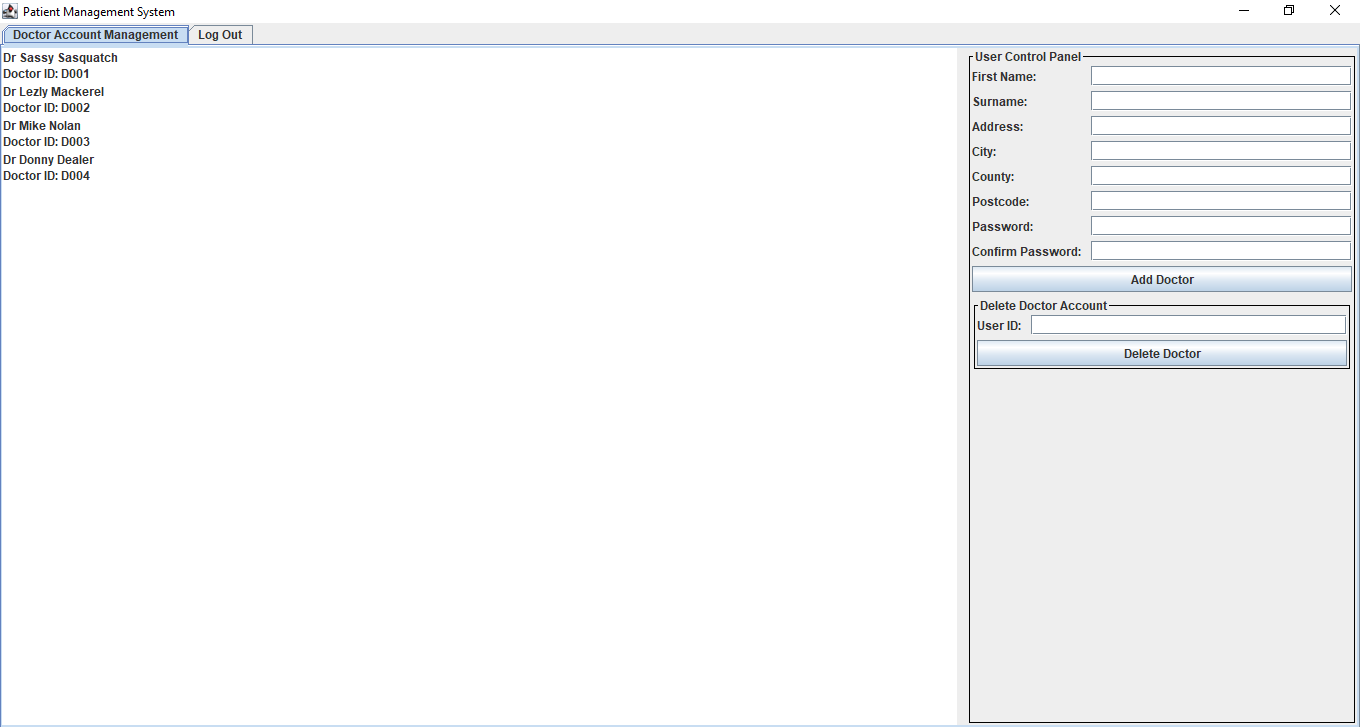 Patient Management System
Doctor Account Management
Log Out
Dr Sassy Sasquatch
Doctor ID: D001
Dr Lezly Mackerel
Doctor ID: D002
Dr Mike Nolan
Doctor ID: D003
Dr Donny Dealer
Doctor ID: D004
User Control Panel
First Name:
Surname:
Address:
City:
County:
Postcode:
Password:
Confirm Password:
Add Doctor
Delete Doctor Account
User ID:
Delete Doctor